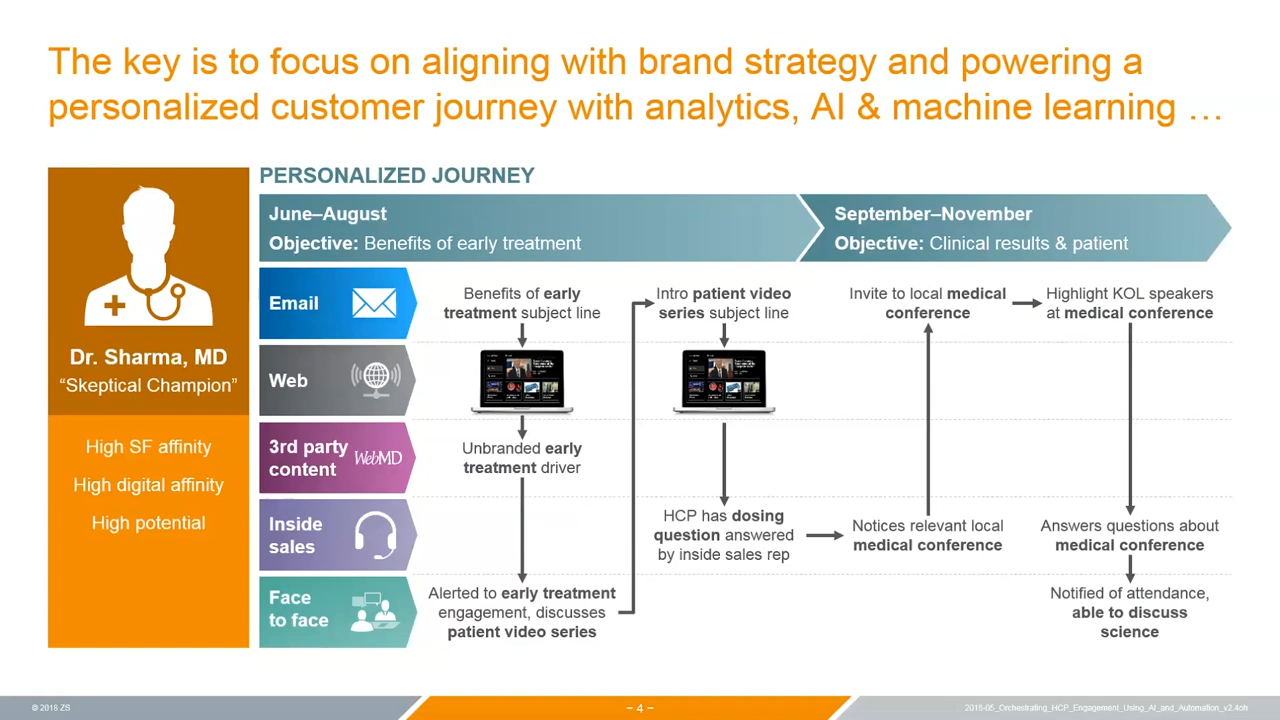 The key is to focus on aligning with brand strategy and powering a
personalized customer journey with analytics, AI & machine learning …
PERSONALIZED JOURNEY
Dr. Sharma, MD
“Skeptical Champion”
High SF affinity
High digital affinity
High potential
June–August
Objective: Benefits of early treatment
September–November
Objective: Clinical results & patient
Email
Benefits of early
treatment subject line
Intro patient video
series subject line
Invite to local medical
conference
Highlight KOL speakers
at medical conference
Web
3rd party
content
WebMD
Unbranded early
treatment driver
Inside
sales
HCP has dosing
question answered
by inside sales rep
Notices relevant local
medical conference
Answers questions about
medical conference
Face
to face
Alerted to early treatment
engagement, discusses
patient video series
Notified of attendance,
able to discuss
science
© 2018 ZS
– 4 –
2018-05_Orchestrating_HCP_Engagement_Using_AI_and_Automation_v2.4oh